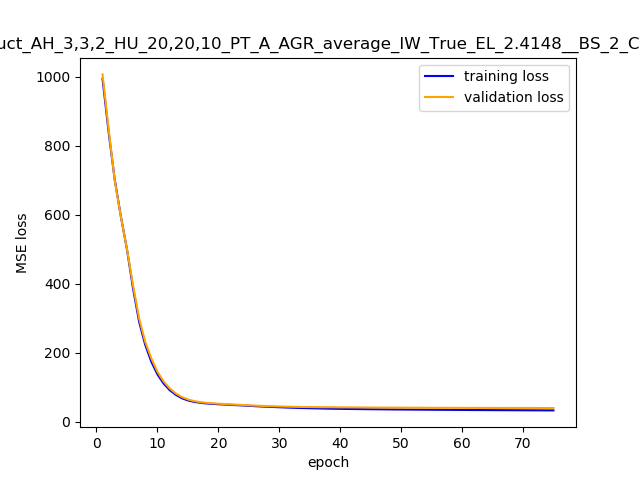 uct_AH_3,3,2_HU_20,20,10_PT_A_AGR_average_IW_True_EL_2.4148__BS_2_C
training loss
validation loss
MSE loss
1000
800
600
400
200
0
0 10 20 30 40 50 60 70
epoch